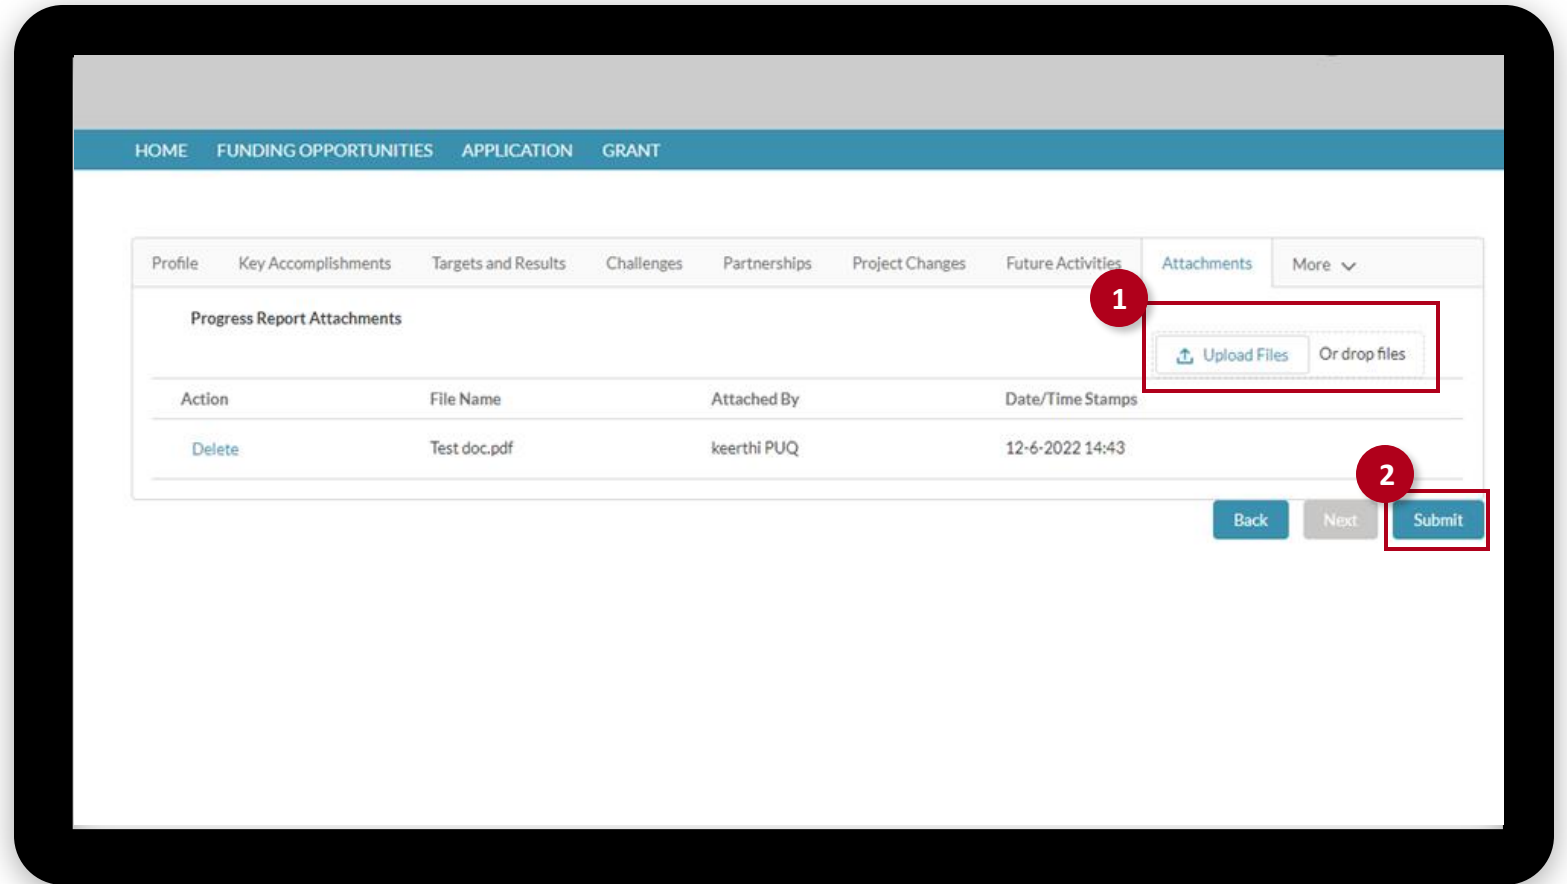 HOME FUNDING OPPORTUNITIES APPLICATION GRANT
Profile Key Accomplishments Targets and Results Challenges Partnerships Project Changes Future Activities Attachments More
1
Progress Report Attachments
Upload Files Or drop files
Action File Name Attached By Date/Time Stamps
Delete Test doc.pdf keerthi PUQ 12-6-2022 14:43
2
Back Next Submit